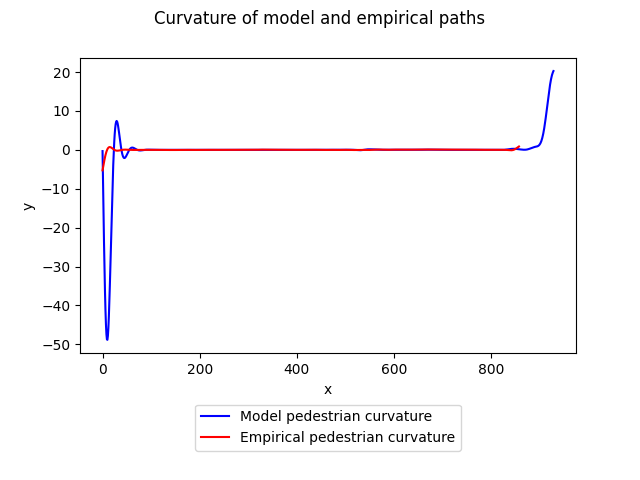 Curvature of model and empirical paths
20
10
0
−10
−20
−30
−40
−50
y
0 200 400 600 800
x
Model pedestrian curvature
Empirical pedestrian curvature